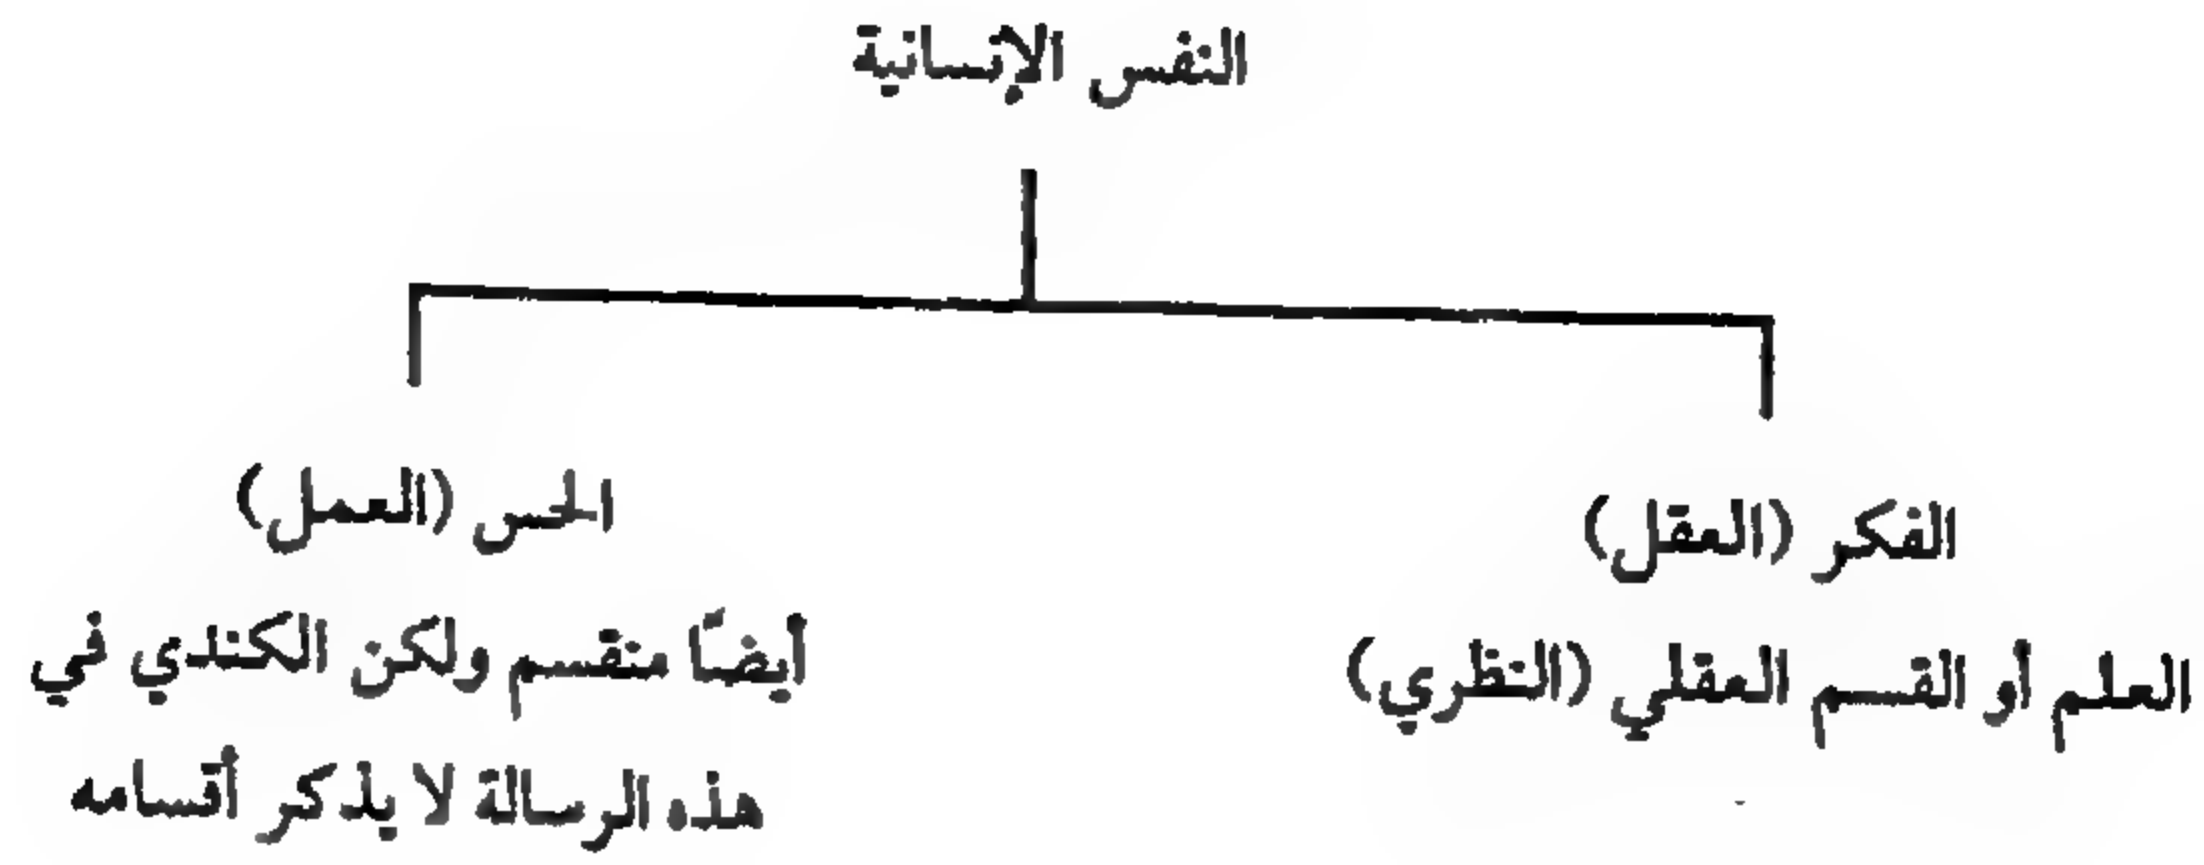 النفس الإنسانية
الفكر (العقل)
العلم أو القسم العقلي (النظري)
الحس (العمل)
أيضًا منقسم ولكن الكندي في
هذه الرسالة لا يذكر أقسامه